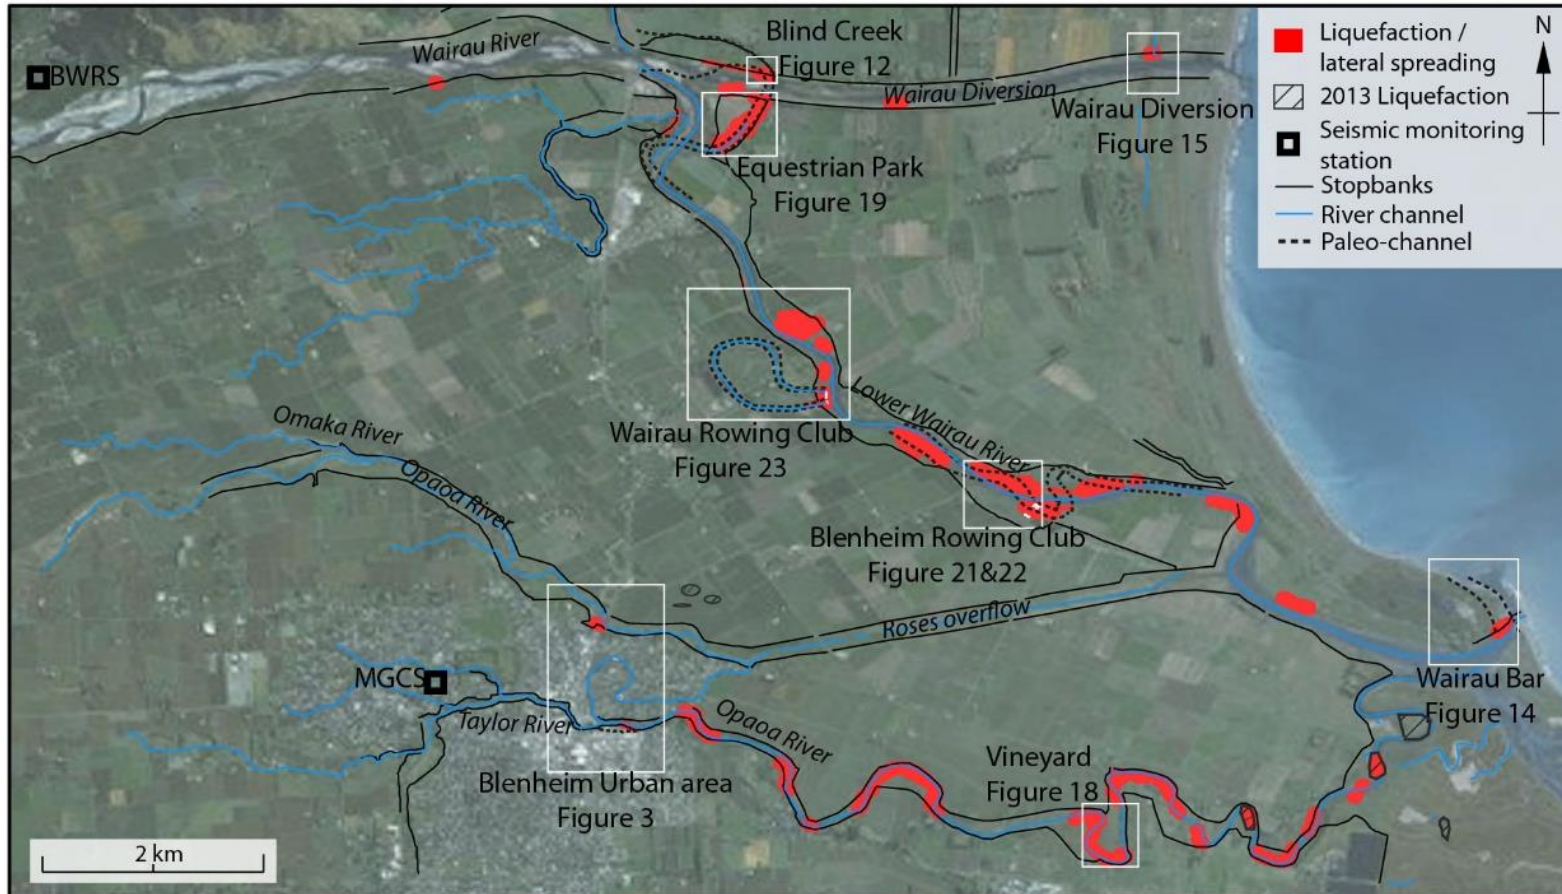 Wairau River
BWRS
Blind Creek
Figure 12
Wairau Diversion
Wairau Diversion
Figure 15
Equestrian Park
Figure 19
Liquefaction /
lateral spreading
2013 Liquefaction
Seismic monitoring
station
Stopbanks
River channel
Paleo-channel
N
Omaka River
Opaoa River
Wairau Rowing Club
Figure 23
Lower Wairau River
Blenheim Rowing Club
Figure 21&22
Roses overflow
Wairau Bar
Figure 14
MGCS
Taylor River
Opaoa River
Blenheim Urban area
Figure 3
Vineyard
Figure 18
2 km